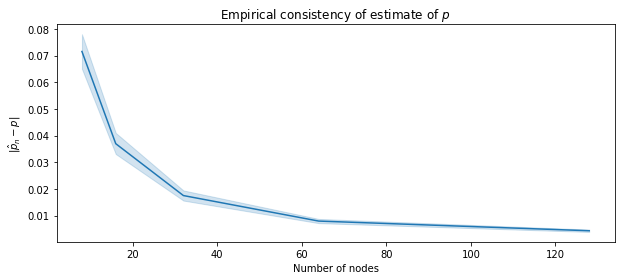 Empirical consistency of estimate of p
|p̂ₙ − p|
0.08
0.07
0.06
0.05
0.04
0.03
0.02
0.01
20 40 60 80 100 120
Number of nodes